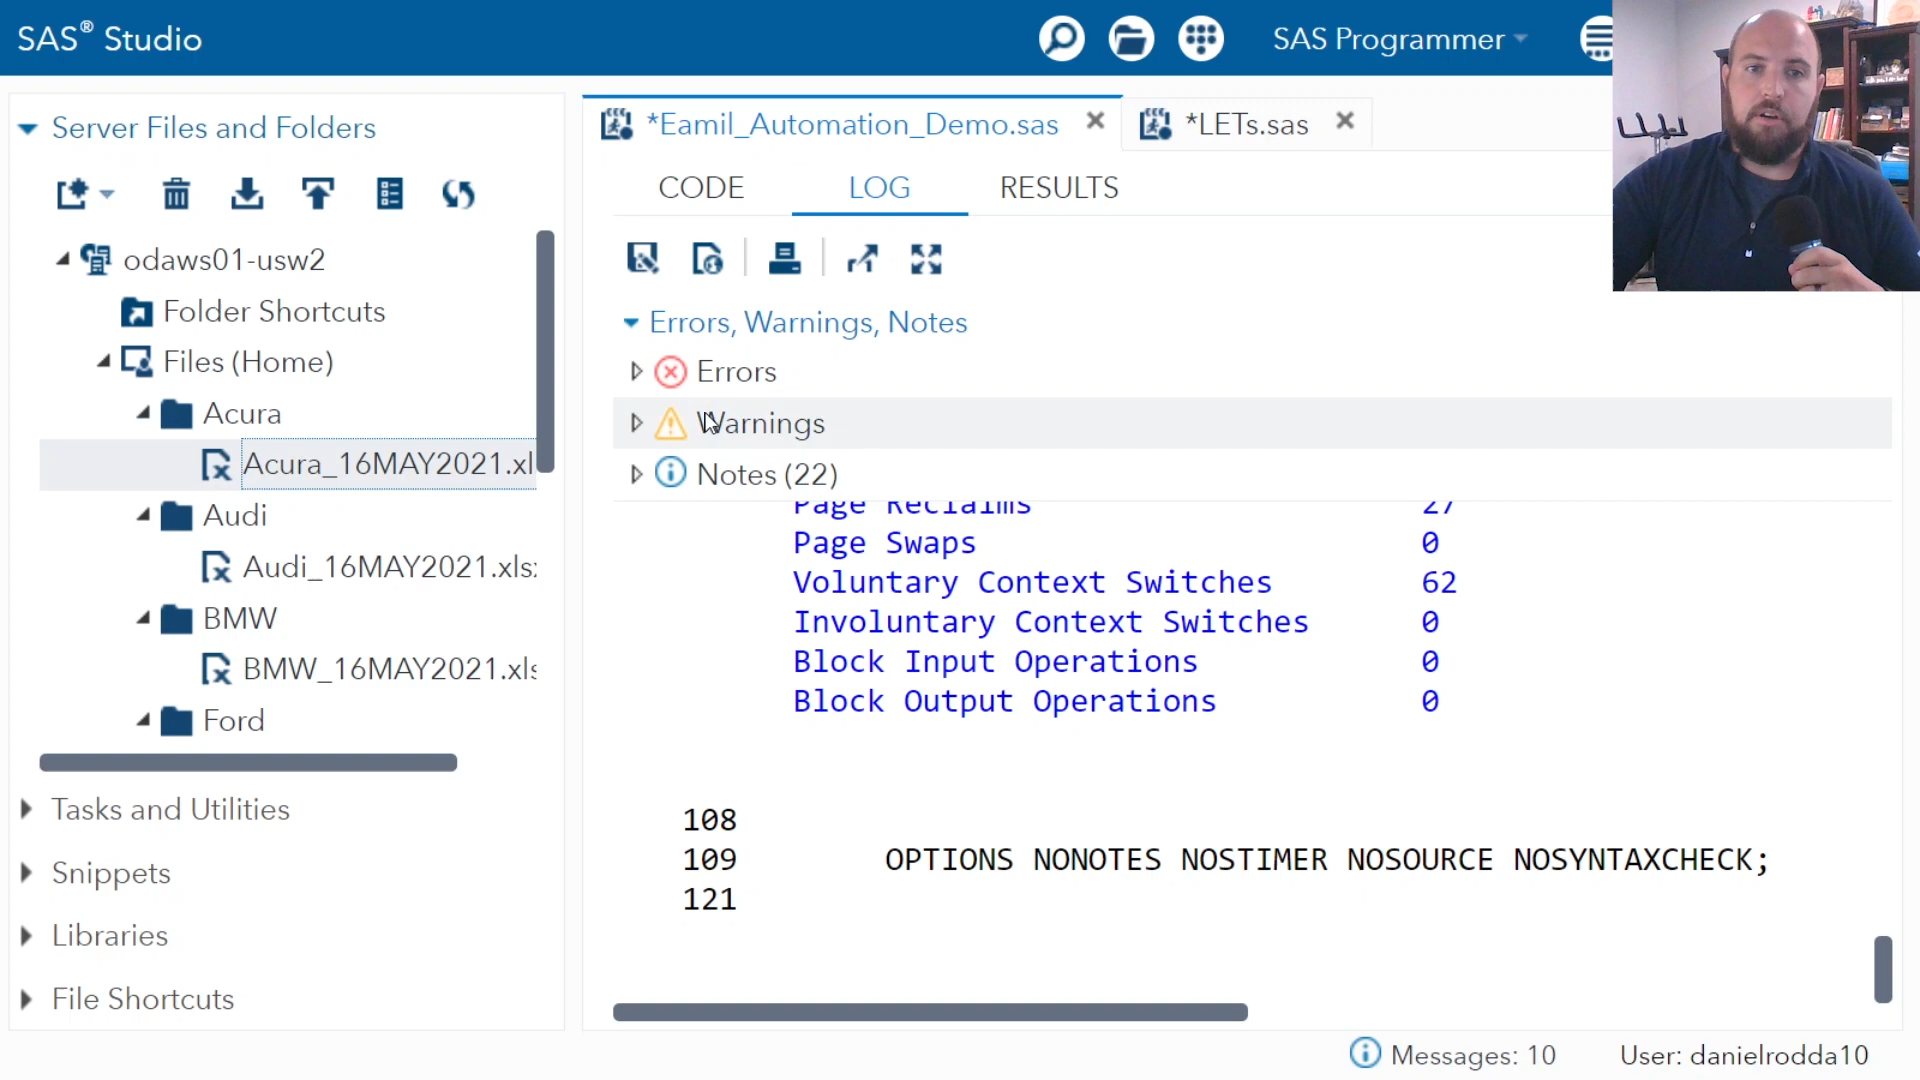 SAS® Studio
SAS Programmer
Server Files and Folders
odaws01-usw2
Folder Shortcuts
Files (Home)
Acura
Acura_16MAY2021.xl
Audi
Audi_16MAY2021.xls
BMW
BMW_16MAY2021.xls
Ford
Tasks and Utilities
Snippets
Libraries
File Shortcuts
*Eamil_Automation_Demo.sas
*LETs.sas
CODE LOG RESULTS
Errors, Warnings, Notes
Errors
Warnings
Notes (22)
Page Reclaims 27
Page Swaps 0
Voluntary Context Switches 62
Involuntary Context Switches 0
Block Input Operations 0
Block Output Operations 0
108
109 OPTIONS NONOTES NOSTIMER NOSOURCE NOSYNTAXCHECK;
121
Messages: 10 User: danielrodda10